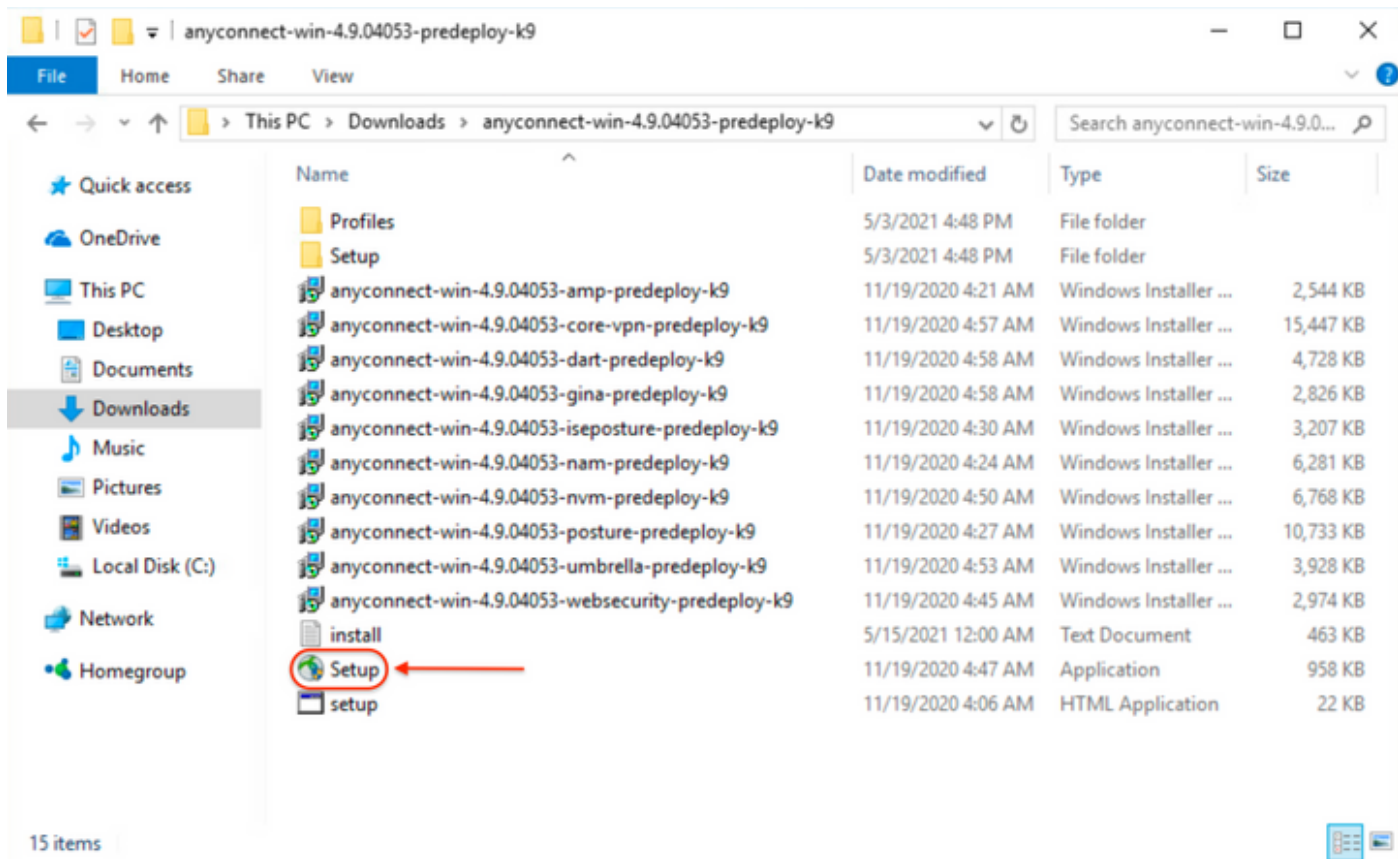 anyconnect-win-4.9.04053-predeploy-k9
File Home Share View
This PC > Downloads > anyconnect-win-4.9.04053-predeploy-k9
Search anyconnect-win-4.9.0...
Name Date modified Type Size
Quick access
OneDrive
This PC
Desktop
Documents
Downloads
Music
Pictures
Videos
Local Disk (C:)
Network
Homegroup
Profiles 5/3/2021 4:48 PM File folder
Setup 5/3/2021 4:48 PM File folder
anyconnect-win-4.9.04053-amp-predeploy-k9 11/19/2020 4:21 AM Windows Installer ... 2,544 KB
anyconnect-win-4.9.04053-core-vpn-predeploy-k9 11/19/2020 4:57 AM Windows Installer ... 15,447 KB
anyconnect-win-4.9.04053-dart-predeploy-k9 11/19/2020 4:58 AM Windows Installer ... 4,728 KB
anyconnect-win-4.9.04053-gina-predeploy-k9 11/19/2020 4:58 AM Windows Installer ... 2,826 KB
anyconnect-win-4.9.04053-iseposture-predeploy-k9 11/19/2020 4:30 AM Windows Installer ... 3,207 KB
anyconnect-win-4.9.04053-nam-predeploy-k9 11/19/2020 4:24 AM Windows Installer ... 6,281 KB
anyconnect-win-4.9.04053-nvm-predeploy-k9 11/19/2020 4:50 AM Windows Installer ... 6,768 KB
anyconnect-win-4.9.04053-posture-predeploy-k9 11/19/2020 4:27 AM Windows Installer ... 10,733 KB
anyconnect-win-4.9.04053-umbrella-predeploy-k9 11/19/2020 4:53 AM Windows Installer ... 3,928 KB
anyconnect-win-4.9.04053-websecurity-predeploy-k9 11/19/2020 4:45 AM Windows Installer ... 2,974 KB
install 5/15/2021 12:00 AM Text Document 463 KB
Setup 11/19/2020 4:47 AM Application 958 KB
setup 11/19/2020 4:06 AM HTML Application 22 KB
15 items